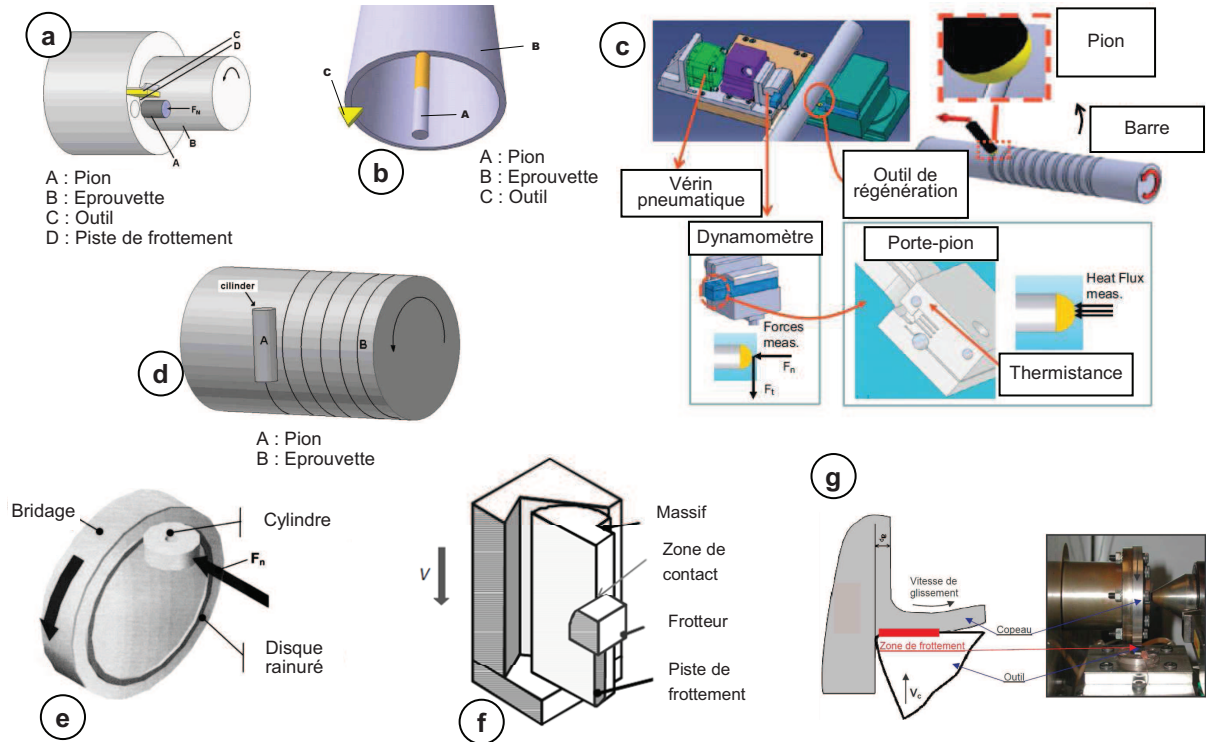 a
C
D
F_N
B
A
A : Pion
B : Eprouvette
C : Outil
D : Piste de frottement
b
B
C
A
A : Pion
B : Eprouvette
C : Outil
c
Pion
Barre
Vérin
pneumatique
Outil de
régénération
Dynamomètre
Porte-pion
Forces
meas.
F_n
F_t
Heat Flux
meas.
Thermistance
d
cilinder
A
B
A : Pion
B : Eprouvette
e
Bridage
Cylindre
F_n
Disque
rainuré
f
V
Massif
Zone de
contact
Frotteur
Piste de
frottement
g
Vitesse de
glissement
Copeau
Zone de frottement
Outil
V_c